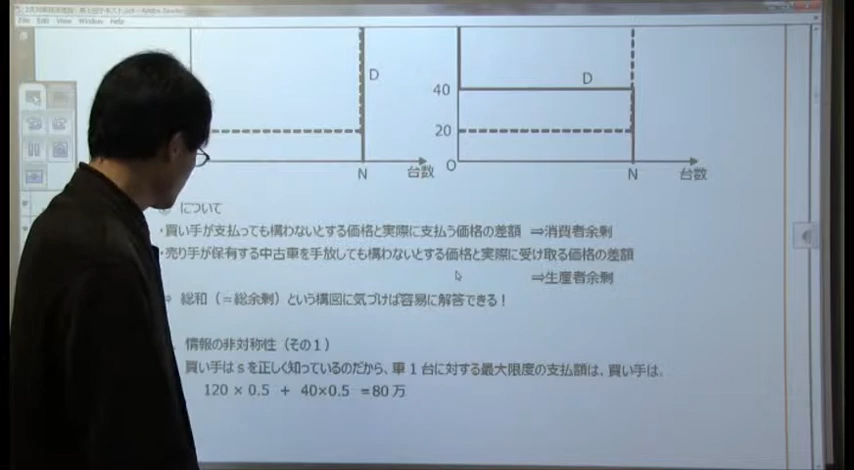 File Edit View Window Help
D
N
台数
40
20
O
D
N
台数
について
・買い手が支払っても構わないとする価格と実際に支払う価格の差額 ⇒消費者余剰
・売り手が保有する中古車を手放しても構わないとする価格と実際に受け取る価格の差額
⇒生産者余剰
⇒ 総和（＝総余剰）という構図に気づけば容易に解答できる！
情報の非対称性（その１）
買い手はｓを正しく知っているのだから、車１台に対する最大限度の支払額は、買い手は、
120 × 0.5 ＋ 40×0.5 ＝80 万